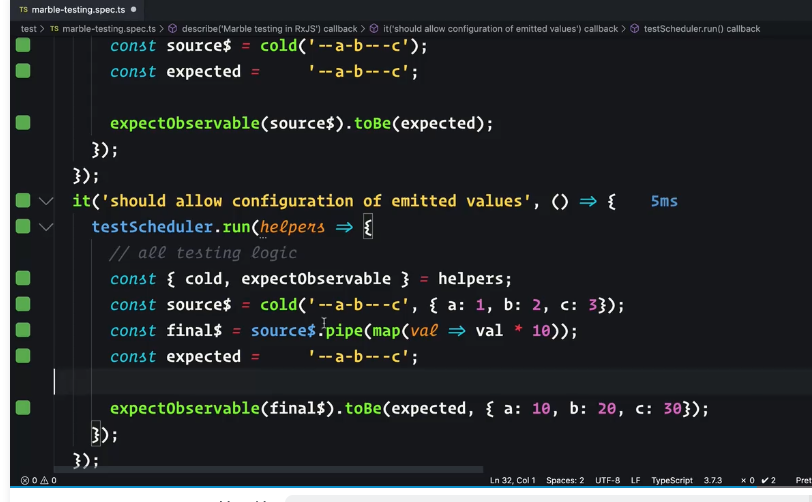 TS marble-testing.spec.ts ●
test > TS marble-testing.spec.ts > describe('Marble testing in RxJS') callback > it('should allow configuration of emitted values') callback > testScheduler.run() callback
const source$ = cold('--a-b---c');
const expected =     '--a-b---c';
expectObservable(source$).toBe(expected);
});
});
it('should allow configuration of emitted values', () => { 5ms
testScheduler.run(helpers => {
// all testing logic
const { cold, expectObservable } = helpers;
const source$ = cold('--a-b---c', { a: 1, b: 2, c: 3});
const final$ = source$.pipe(map(val => val * 10));
const expected =     '--a-b---c';
expectObservable(final$).toBe(expected, { a: 10, b: 20, c: 30});
});
});
0 0 Ln 32, Col 1 Spaces: 2 UTF-8 LF TypeScript 3.7.3 × 0 ✔ 2